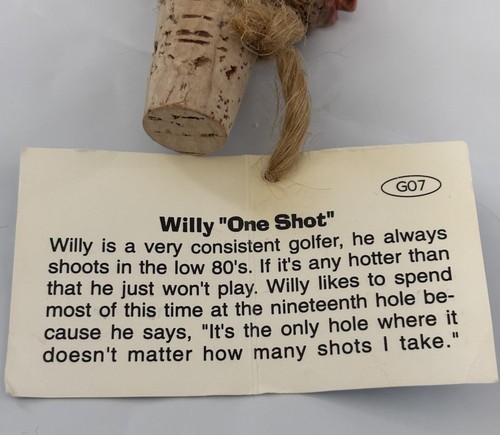 G07
Willy "One Shot"
Willy is a very consistent golfer, he always
shoots in the low 80's. If it's any hotter than
that he just won't play. Willy likes to spend
most of this time at the nineteenth hole be-
cause he says, "It's the only hole where it
doesn't matter how many shots I take."